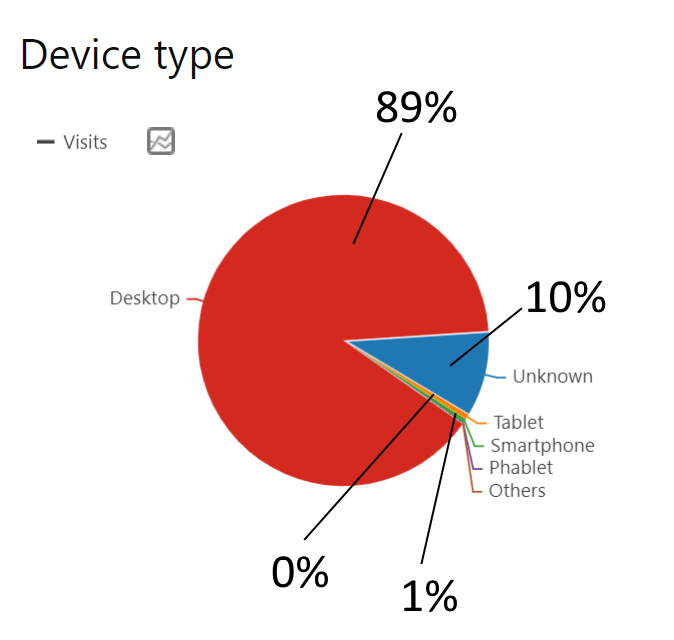 Device type
89%
Visits
Desktop
10%
Unknown
Tablet
Smartphone
Phablet
Others
0%
1%